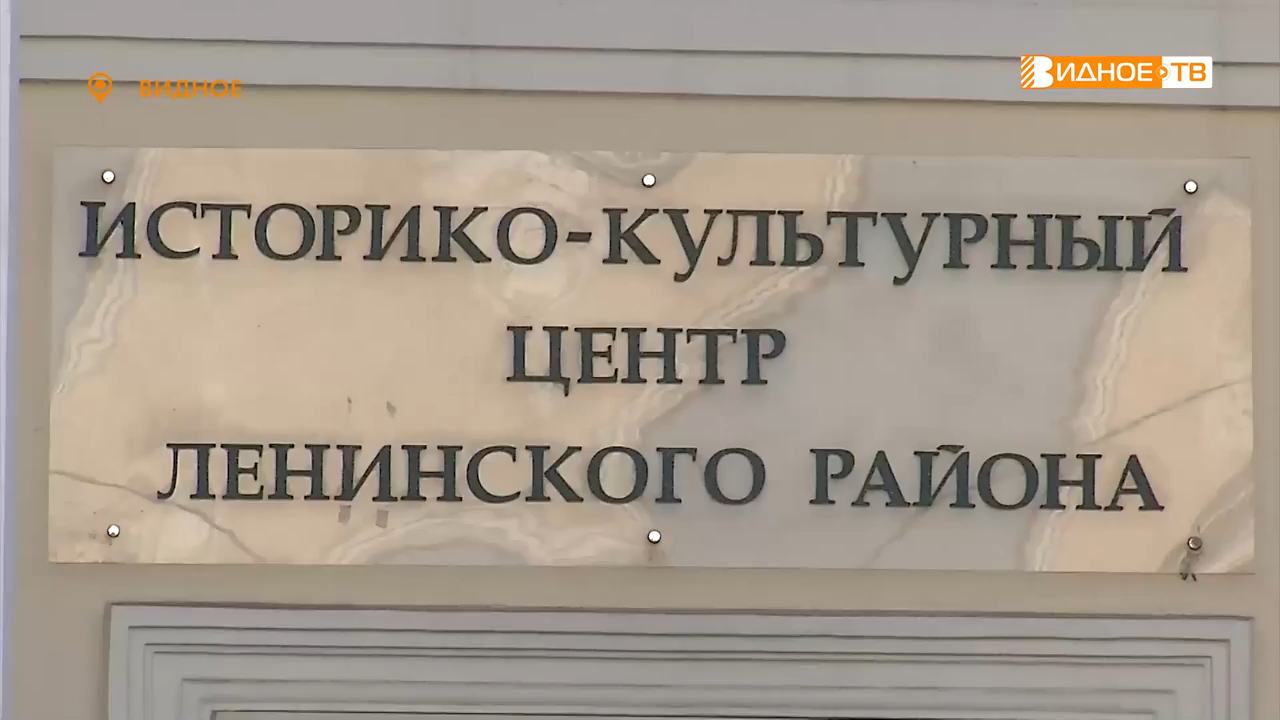 ВИДНОЕ
ВИДНОЕ ТВ
ИСТОРИКО-КУЛЬТУРНЫЙ
ЦЕНТР
ЛЕНИНСКОГО РАЙОНА